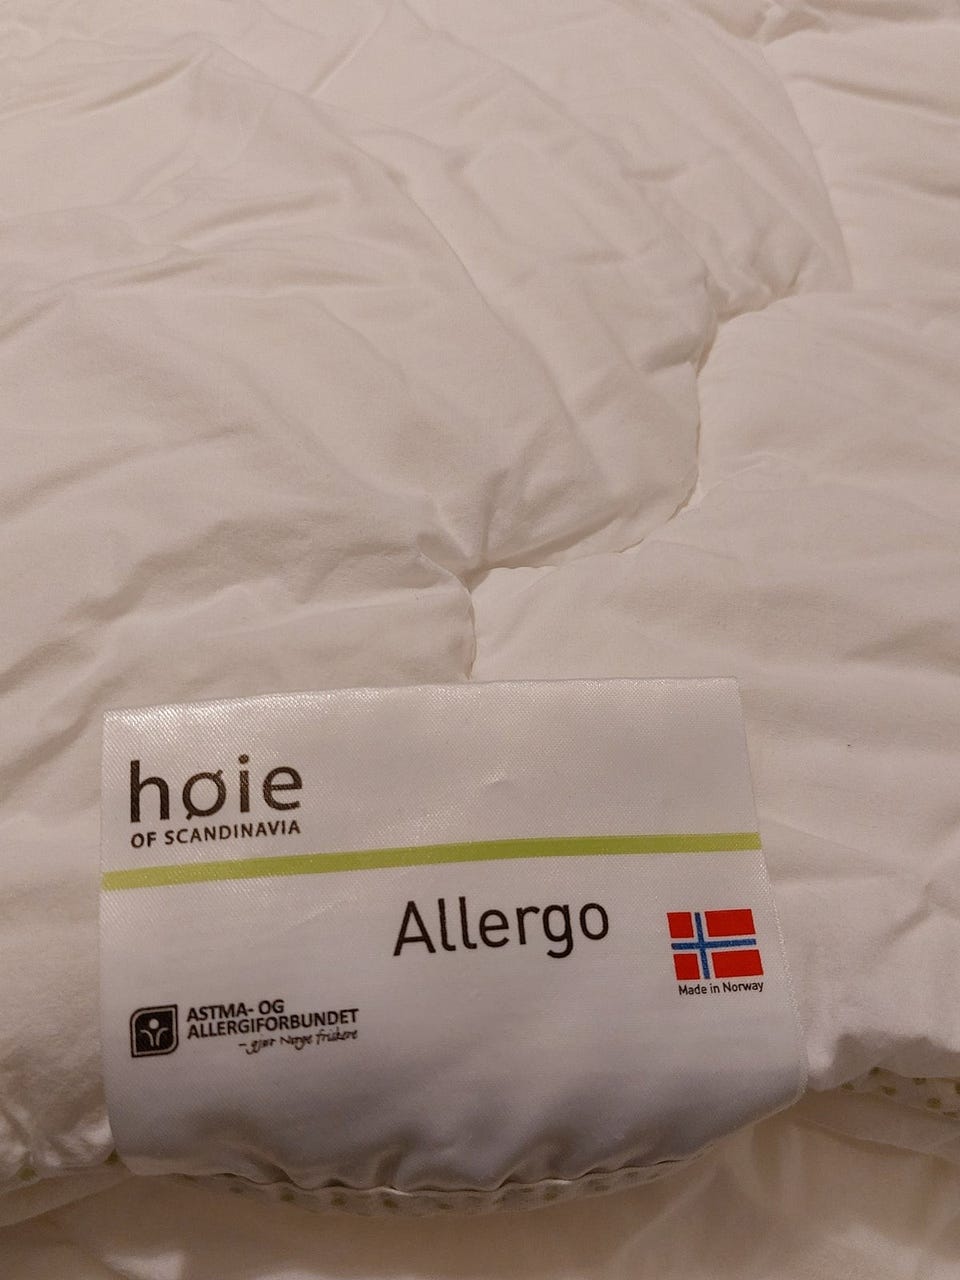 høie
OF SCANDINAVIA
Allergo
Made in Norway
ASTMA- OG
ALLERGIFORBUNDET
- gjør Norge friskere